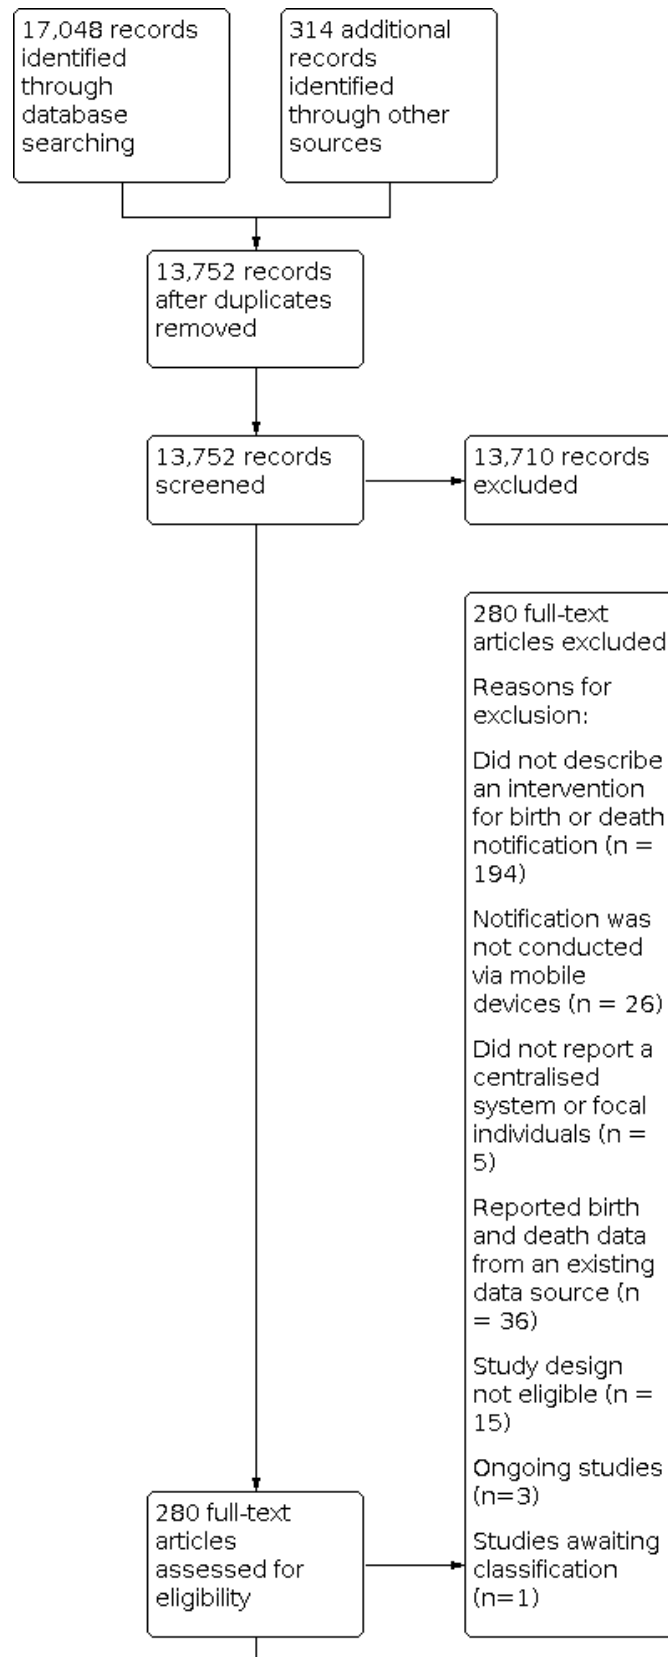 17,048 records
identified
through
database
searching
314 additional
records
identified
through other
sources
13,752 records
after duplicates
removed
13,752 records
screened
13,710 records
excluded
280 full-text
articles excluded
Reasons for
exclusion:
Did not describe
an intervention
for birth or death
notification (n =
194)
Notification was
not conducted
via mobile
devices (n = 26)
Did not report a
centralised
system or focal
individuals (n =
5)
Reported birth
and death data
from an existing
data source (n
= 36)
Study design
not eligible (n =
15)
Ongoing studies
(n=3)
Studies awaiting
classification
(n=1)
280 full-text
articles
assessed for
eligibility